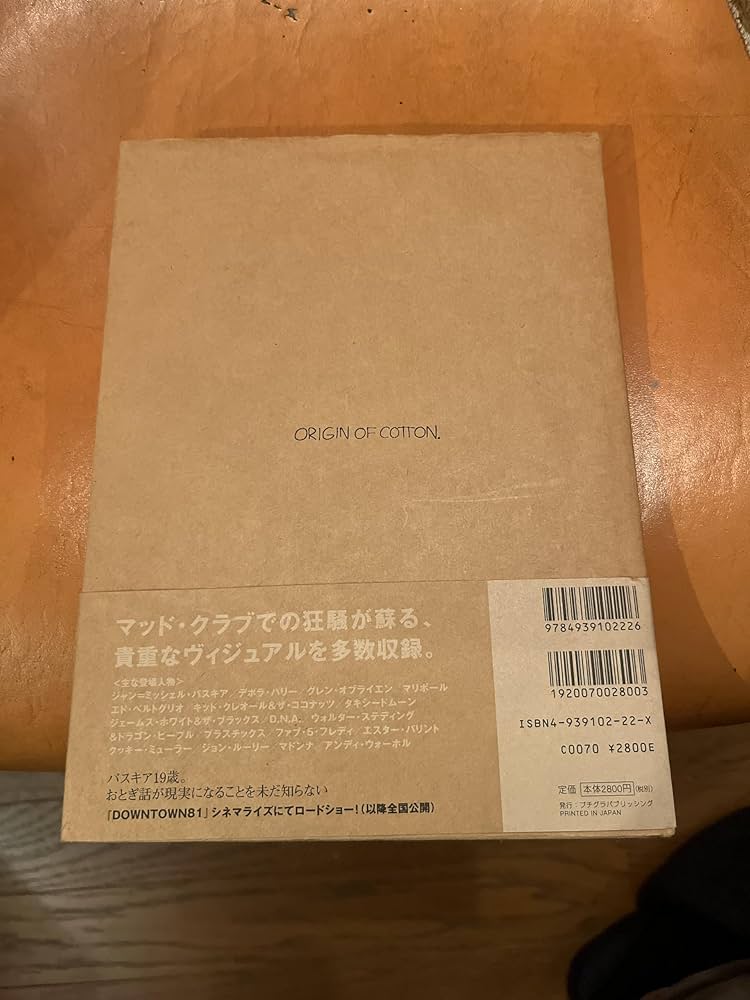 ORIGIN OF COTTON.
マッド・クラブでの狂騒が蘇る、
貴重なヴィジュアルを多数収録。
<主な登場人物>
ジャン=ミッシェル・バスキア／デボラ・ハリー／グレン・オブライエン　マリポール
エド・ベルトグリオ　キッド・クレオール&ザ・ココナッツ　タキシードムーン
ジェームス・ホワイト&ザ・ブラックス／D.N.A.　ウォルター・ステディング
&ドラゴン・ピープル　プラスチックス　ファブ・5・フレディ　エスター・バリント
クッキー・ミューラー　ジョン・ルーリー　マドンナ　アンディ・ウォーホル
バスキア19歳。
おとぎ話が現実になることを未だ知らない
「DOWNTOWN81」シネマライズにてロードショー!（以降全国公開）
9784939102226
1920070028003
ISBN4-939102-22-X
C0070 ¥2800E
定価 本体2800円(税別)
発行：プチグラパブリッシング
PRINTED IN JAPAN